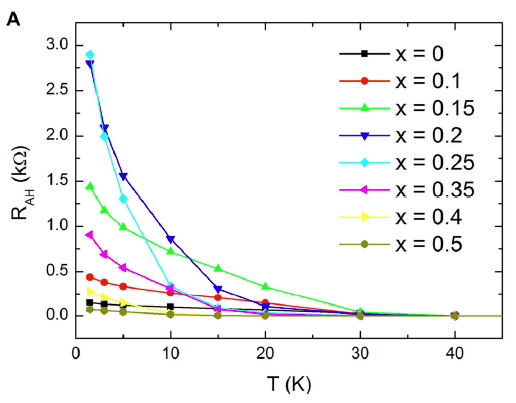 A
R_AH (kΩ)
3.0
2.5
2.0
1.5
1.0
0.5
0.0
x = 0
x = 0.1
x = 0.15
x = 0.2
x = 0.25
x = 0.35
x = 0.4
x = 0.5
0 10 20 30 40
T (K)